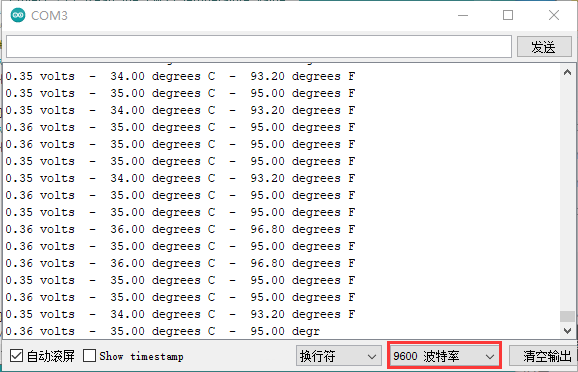 COM3
发送
0.35 volts  -  34.00 degrees C  -  93.20 degrees F
0.35 volts  -  35.00 degrees C  -  95.00 degrees F
0.35 volts  -  34.00 degrees C  -  93.20 degrees F
0.36 volts  -  35.00 degrees C  -  95.00 degrees F
0.36 volts  -  35.00 degrees C  -  95.00 degrees F
0.35 volts  -  35.00 degrees C  -  95.00 degrees F
0.35 volts  -  34.00 degrees C  -  93.20 degrees F
0.36 volts  -  35.00 degrees C  -  95.00 degrees F
0.35 volts  -  35.00 degrees C  -  95.00 degrees F
0.36 volts  -  36.00 degrees C  -  96.80 degrees F
0.36 volts  -  35.00 degrees C  -  95.00 degrees F
0.36 volts  -  36.00 degrees C  -  96.80 degrees F
0.35 volts  -  35.00 degrees C  -  95.00 degrees F
0.36 volts  -  35.00 degrees C  -  95.00 degrees F
0.35 volts  -  34.00 degrees C  -  93.20 degrees F
0.36 volts  -  35.00 degrees C  -  95.00 degr
自动滚屏 Show timestamp 换行符 9600 波特率 清空输出